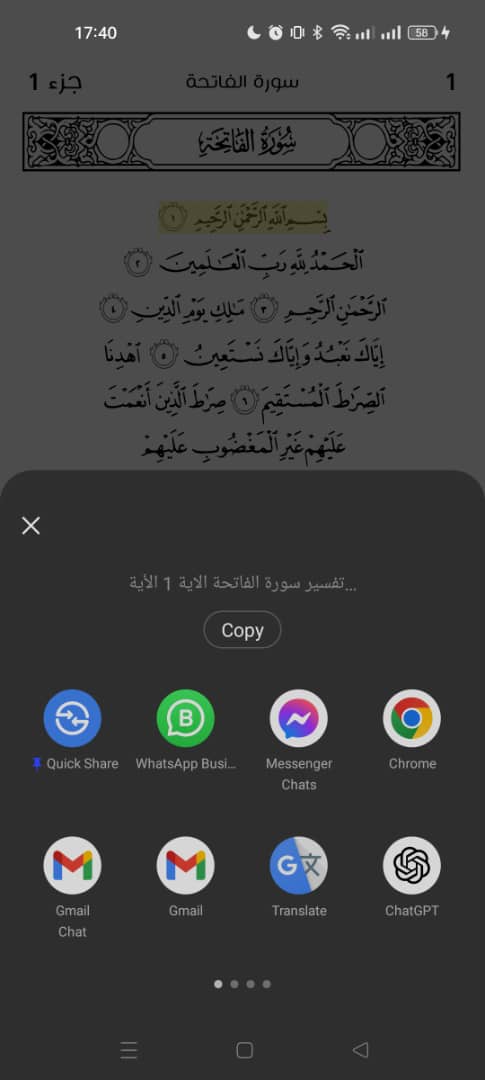 17:40
58
جزء 1
سورة الفاتحة
1
سُورَةُ الفَاتِحَةِ
بِسۡمِ ٱللَّهِ ٱلرَّحۡمَٰنِ ٱلرَّحِيمِ ١
ٱلۡحَمۡدُ لِلَّهِ رَبِّ ٱلۡعَٰلَمِينَ ٢
ٱلرَّحۡمَٰنِ ٱلرَّحِيمِ ٣ مَٰلِكِ يَوۡمِ ٱلدِّينِ ٤
إِيَّاكَ نَعۡبُدُ وَإِيَّاكَ نَسۡتَعِينُ ٥ ٱهۡدِنَا
ٱلصِّرَٰطَ ٱلۡمُسۡتَقِيمَ ٦ صِرَٰطَ ٱلَّذِينَ أَنۡعَمۡتَ
عَلَيۡهِمۡ غَيۡرِ ٱلۡمَغۡضُوبِ عَلَيۡهِمۡ
تفسير سورة الفاتحة الاية 1 الأية...
Copy
Quick Share
WhatsApp Busi...
Messenger
Chats
Chrome
Gmail
Chat
Gmail
Translate
ChatGPT